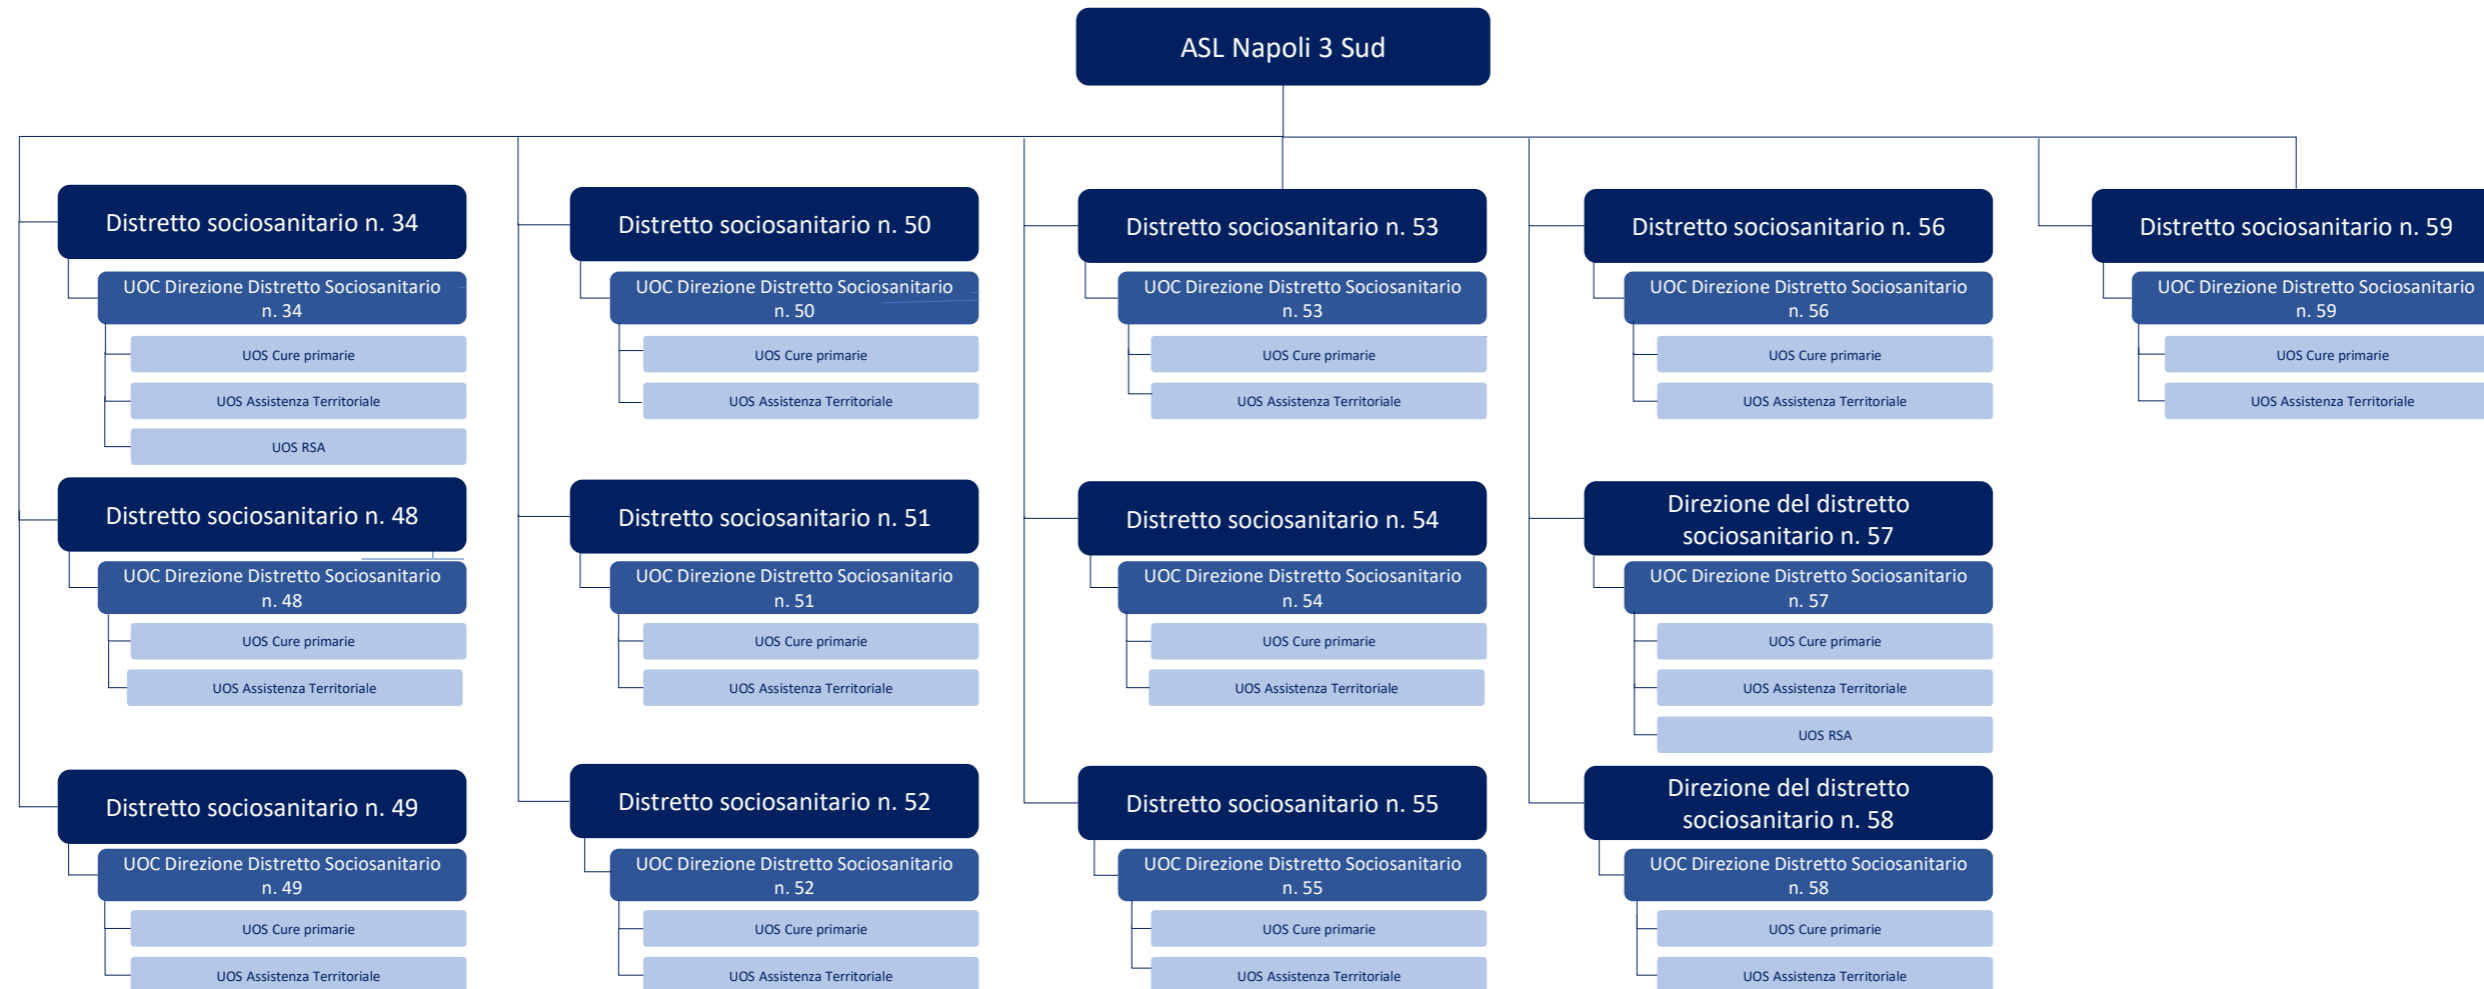 ASL Napoli 3 Sud
Distretto sociosanitario n. 34
UOC Direzione Distretto Sociosanitario
n. 34
UOS Cure primarie
UOS Assistenza Territoriale
UOS RSA
Distretto sociosanitario n. 48
UOC Direzione Distretto Sociosanitario
n. 48
UOS Cure primarie
UOS Assistenza Territoriale
Distretto sociosanitario n. 49
UOC Direzione Distretto Sociosanitario
n. 49
UOS Cure primarie
UOS Assistenza Territoriale
Distretto sociosanitario n. 50
UOC Direzione Distretto Sociosanitario
n. 50
UOS Cure primarie
UOS Assistenza Territoriale
Distretto sociosanitario n. 51
UOC Direzione Distretto Sociosanitario
n. 51
UOS Cure primarie
UOS Assistenza Territoriale
Distretto sociosanitario n. 52
UOC Direzione Distretto Sociosanitario
n. 52
UOS Cure primarie
UOS Assistenza Territoriale
Distretto sociosanitario n. 53
UOC Direzione Distretto Sociosanitario
n. 53
UOS Cure primarie
UOS Assistenza Territoriale
Distretto sociosanitario n. 54
UOC Direzione Distretto Sociosanitario
n. 54
UOS Cure primarie
UOS Assistenza Territoriale
Distretto sociosanitario n. 55
UOC Direzione Distretto Sociosanitario
n. 55
UOS Cure primarie
UOS Assistenza Territoriale
Distretto sociosanitario n. 56
UOC Direzione Distretto Sociosanitario
n. 56
UOS Cure primarie
UOS Assistenza Territoriale
Direzione del distretto
sociosanitario n. 57
UOC Direzione Distretto Sociosanitario
n. 57
UOS Cure primarie
UOS Assistenza Territoriale
UOS RSA
Direzione del distretto
sociosanitario n. 58
UOC Direzione Distretto Sociosanitario
n. 58
UOS Cure primarie
UOS Assistenza Territoriale
Distretto sociosanitario n. 59
UOC Direzione Distretto Sociosanitario
n. 59
UOS Cure primarie
UOS Assistenza Territoriale